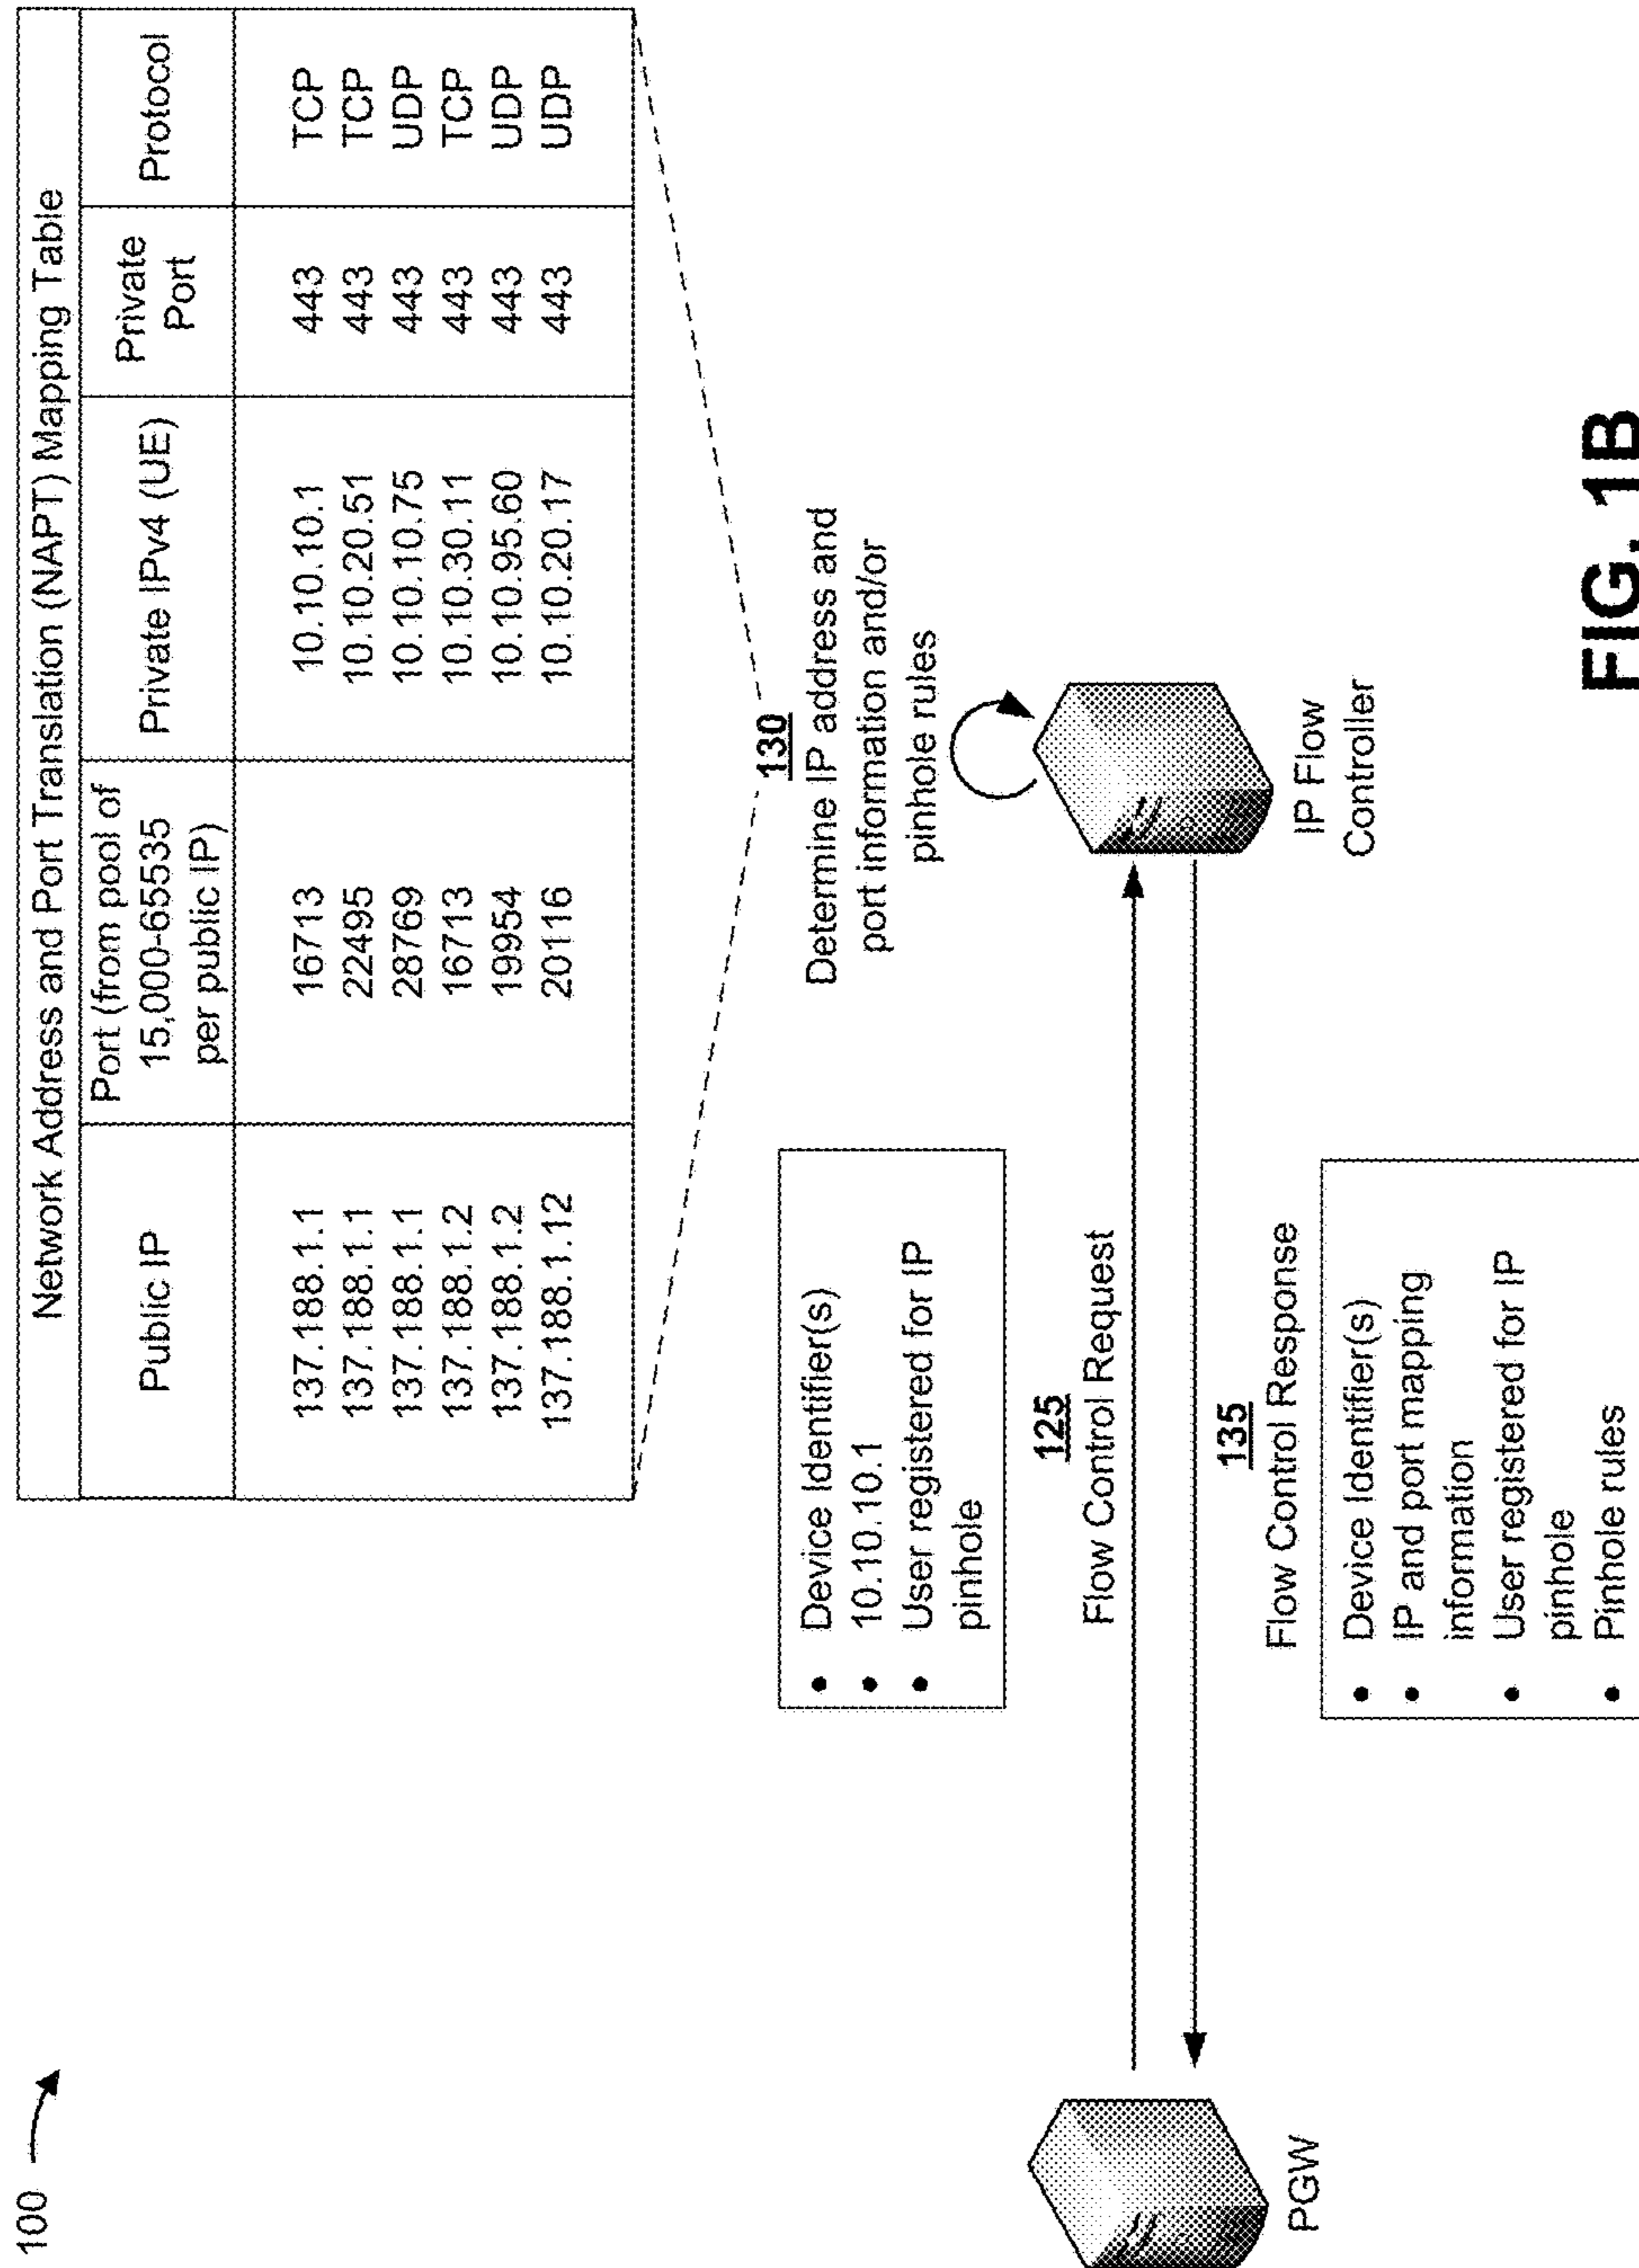 100
Network Address and Port Translation (NAPT) Mapping Table
Public IP
Port (from pool of
15,000-65535
per public IP)
Private IPv4 (UE)
Private
Port
Protocol
137.188.1.1 16713 10.10.10.1 443 TCP
137.188.1.1 22495 10.10.20.51 443 TCP
137.188.1.1 28769 10.10.10.75 443 UDP
137.188.1.2 16713 10.10.30.11 443 TCP
137.188.1.2 19954 10.10.95.60 443 UDP
137.188.1.12 20116 10.10.20.17 443 UDP
130
Determine IP address and
port information and/or
pinhole rules
• Device Identifier(s)
• 10.10.10.1
• User registered for IP
pinhole
125
Flow Control Request
135
Flow Control Response
• Device Identifier(s)
• IP and port mapping
information
• User registered for IP
pinhole
• Pinhole rules
PGW
IP Flow
Controller
FIG. 1B